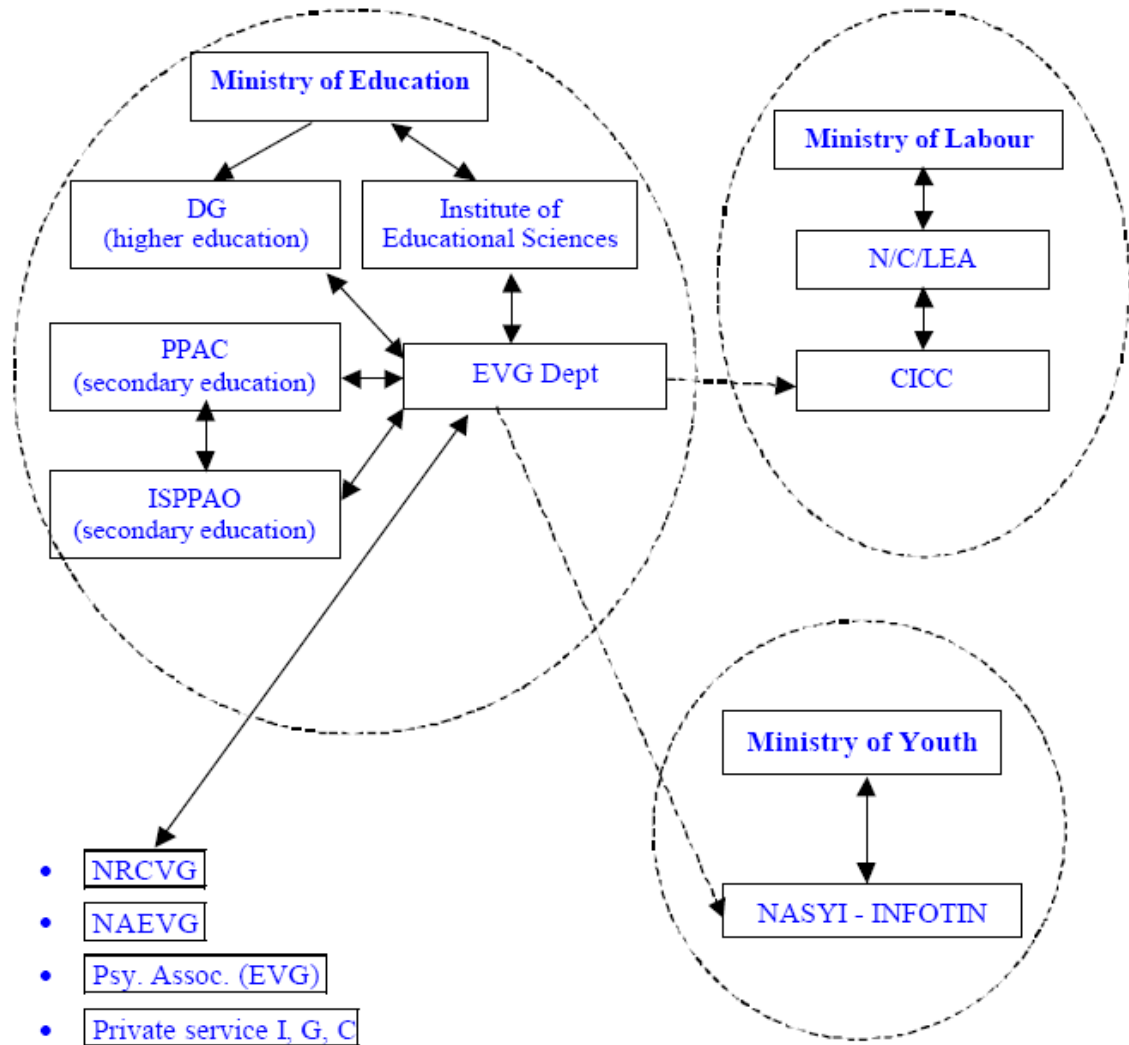 Ministry of Education
DG
(higher education)
Institute of
Educational Sciences
PPAC
(secondary education)
EVG Dept
ISPPAO
(secondary education)
Ministry of Labour
N/C/LEA
CICC
Ministry of Youth
NASYI - INFOTIN
• NRCVG
• NAEVG
• Psy. Assoc. (EVG)
• Private service I, G, C